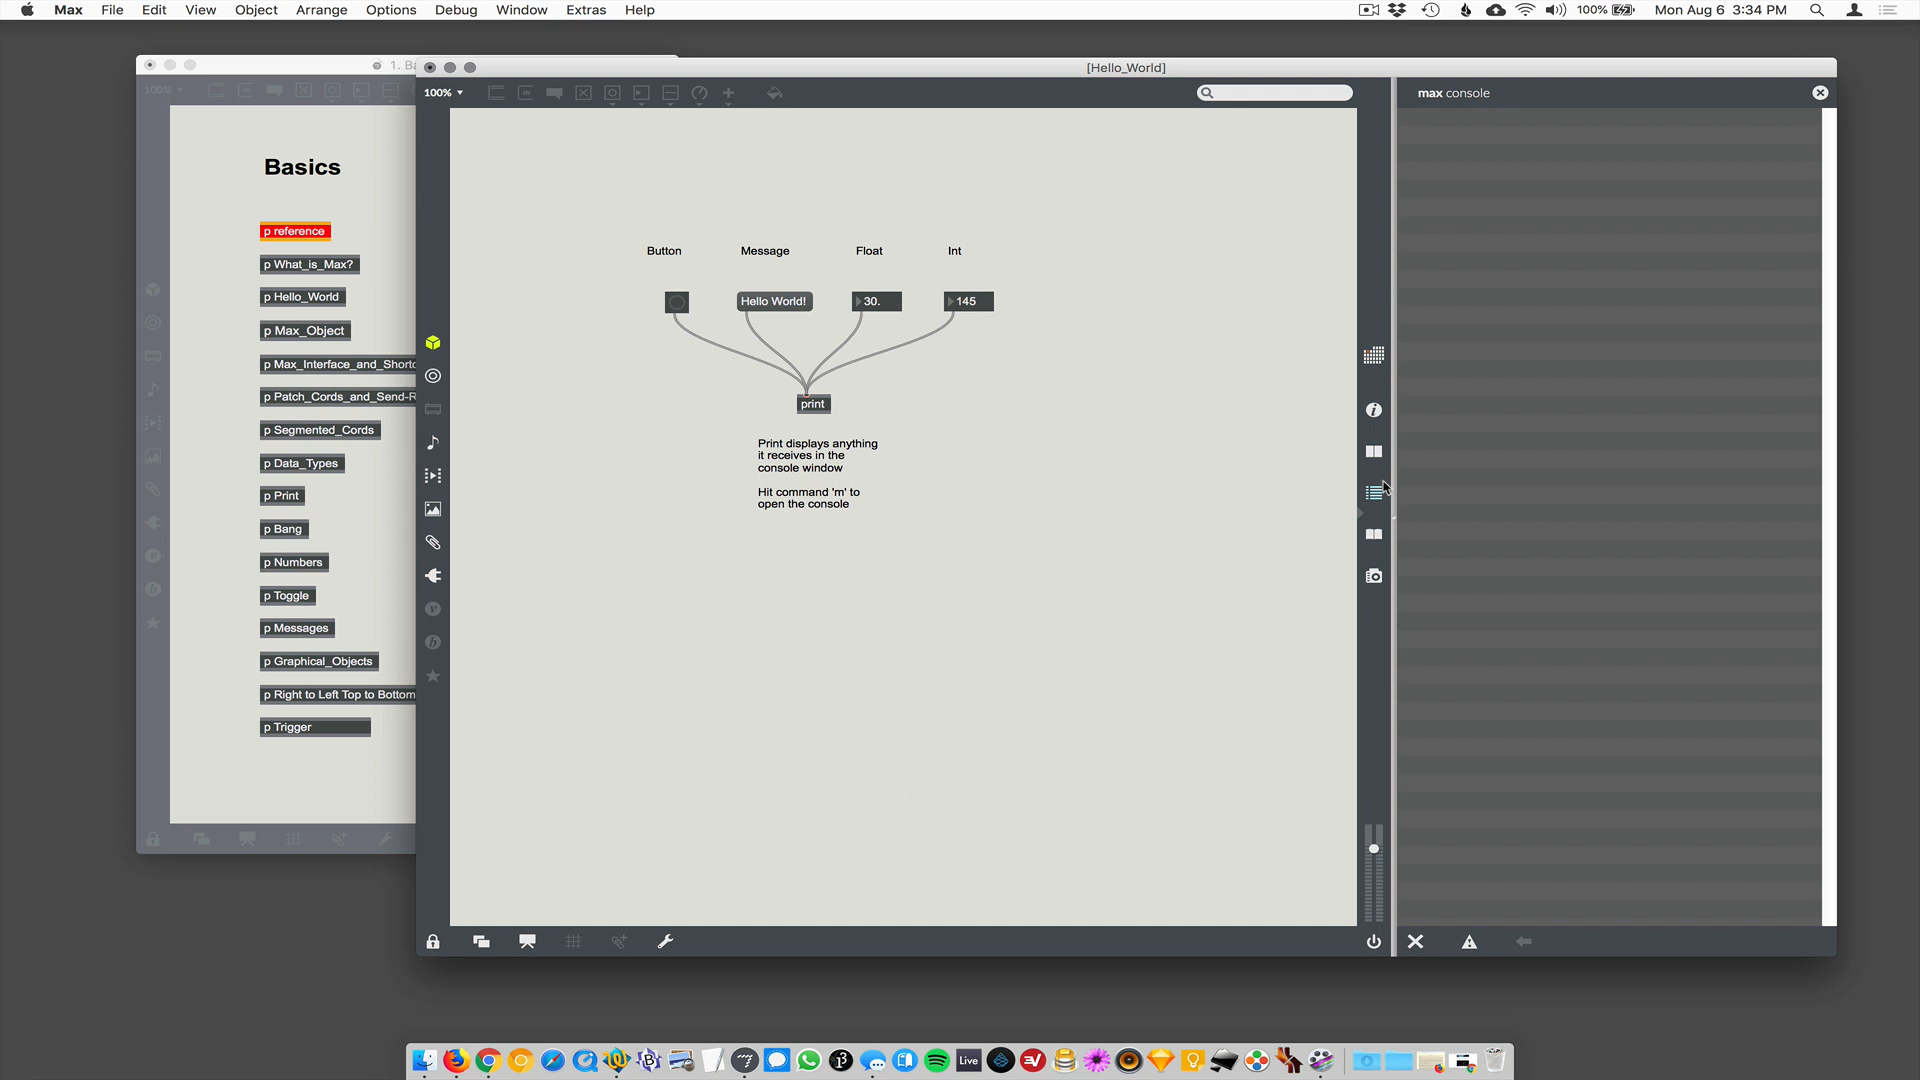 Max File Edit View Object Arrange Options Debug Window Extras Help
100% Mon Aug 6 3:34 PM
1. Ba
[Hello_World]
100%
100%
max console
Basics
p reference
p What_is_Max?
p Hello_World
p Max_Object
p Max_Interface_and_Shortc
p Patch_Cords_and_Send-R
p Segmented_Cords
p Data_Types
p Print
p Bang
p Numbers
p Toggle
p Messages
p Graphical_Objects
p Right to Left Top to Bottom
p Trigger
Button Message Float Int
Hello World! 30. 145
print
Print displays anything
it receives in the
console window
Hit command 'm' to
open the console
Live